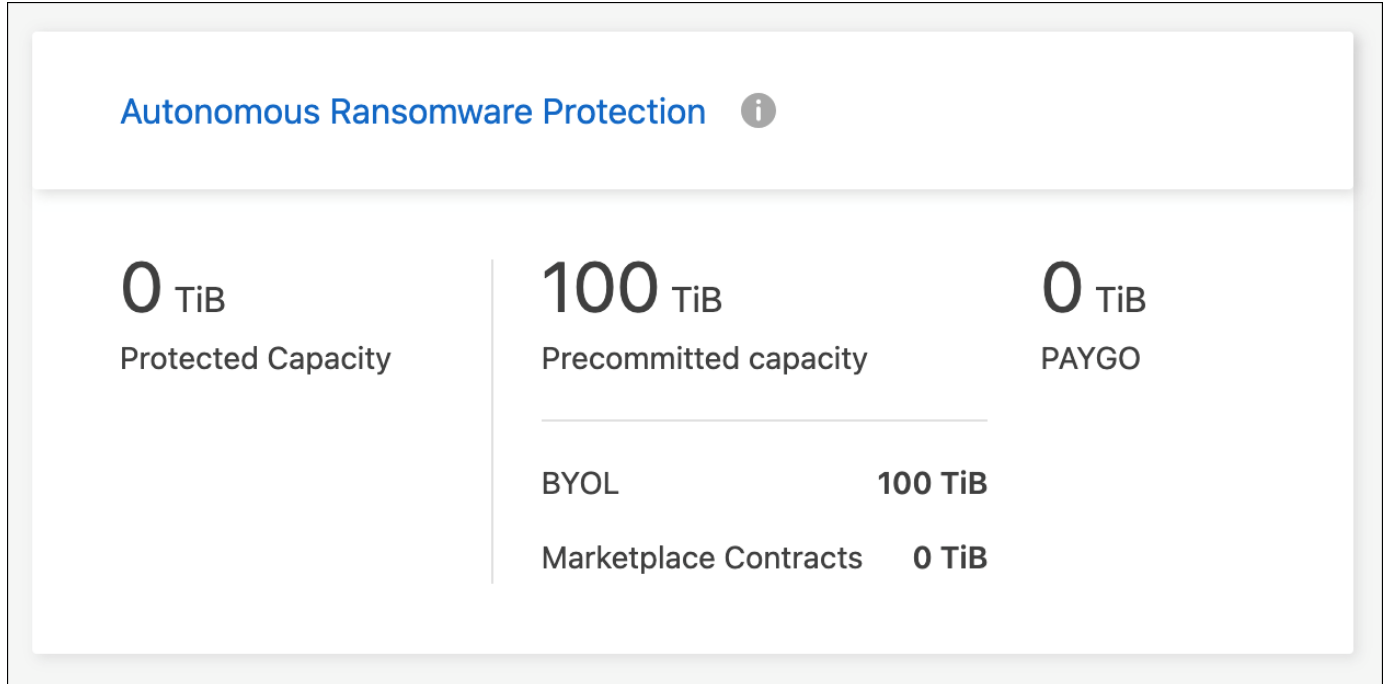 Autonomous Ransomware Protection
0 TiB
Protected Capacity
100 TiB
Precommitted capacity
BYOL 100 TiB
Marketplace Contracts 0 TiB
0 TiB
PAYGO